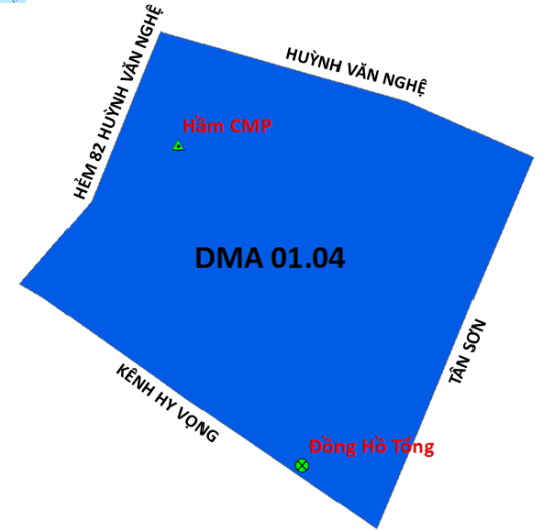 HUỲNH VĂN NGHỆ
HẺM 82 HUỲNH VĂN NGHỆ
Hầm CMP
DMA 01.04
TÂN SƠN
KÊNH HY VỌNG
Đồng Hồ Tổng